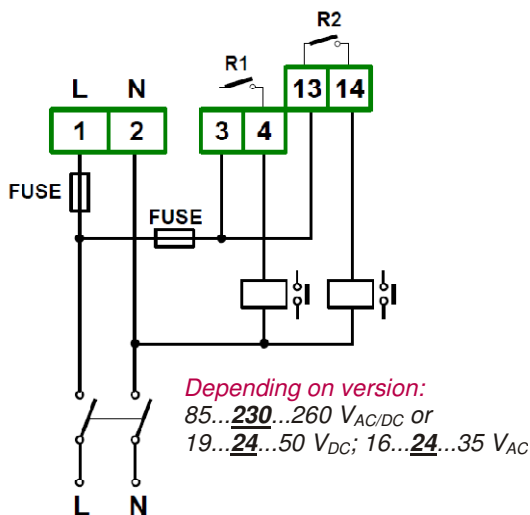 R2
R1
L N
13 14
1 2 3 4
FUSE
FUSE
Depending on version:
85...230...260 VAC/DC or
19...24...50 VDC; 16...24...35 VAC
L N